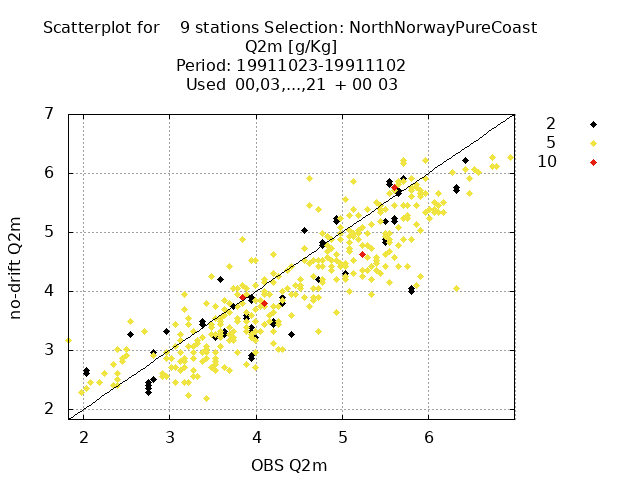 Scatterplot for 9 stations Selection: NorthNorwayPureCoast
Q2m [g/Kg]
Period: 19911023-19911102
Used 00,03,...,21 + 00 03
2
5
10
7
6
5
4
3
2
no-drift Q2m
2 3 4 5 6
OBS Q2m